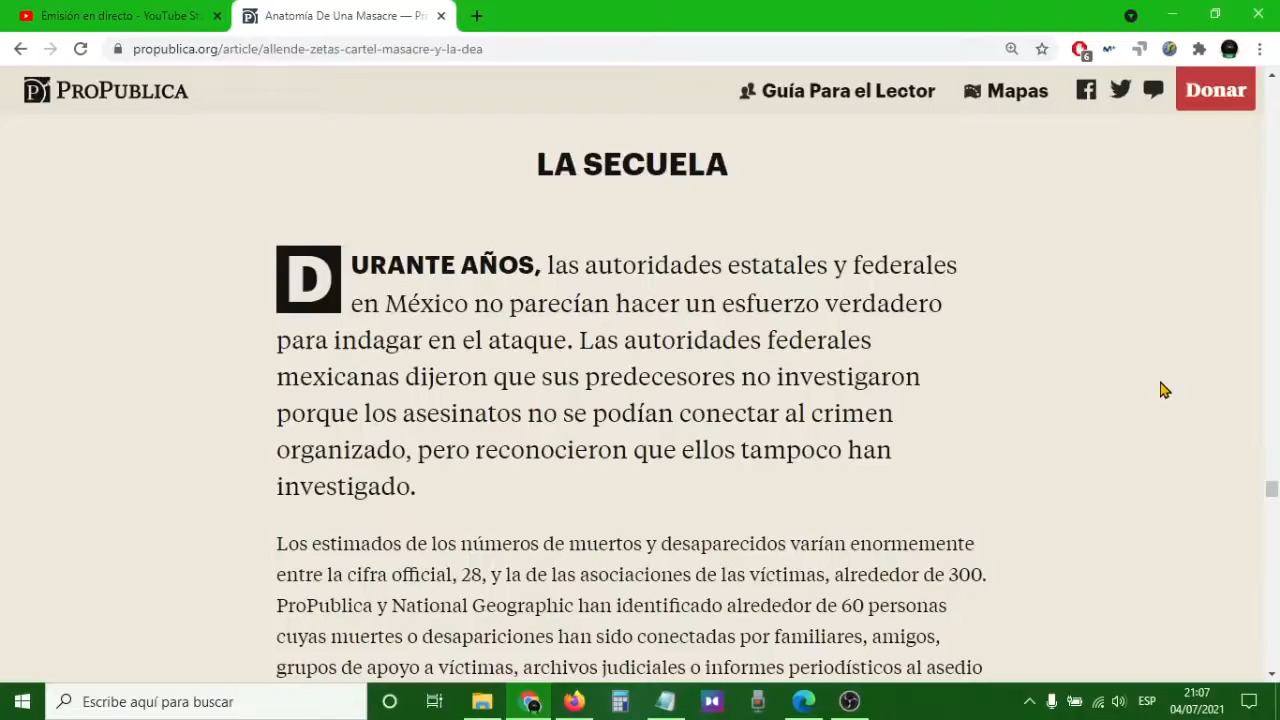 Emisión en directo - YouTube St
Anatomía De Una Masacre — Pr
propublica.org/article/allende-zetas-cartel-masacre-y-la-dea
6
PROPUBLICA
Guía Para el Lector
Mapas
Donar
LA SECUELA
DURANTE AÑOS, las autoridades estatales y federales
en México no parecían hacer un esfuerzo verdadero
para indagar en el ataque. Las autoridades federales
mexicanas dijeron que sus predecesores no investigaron
porque los asesinatos no se podían conectar al crimen
organizado, pero reconocieron que ellos tampoco han
investigado.
Los estimados de los números de muertos y desaparecidos varían enormemente
entre la cifra official, 28, y la de las asociaciones de las víctimas, alrededor de 300.
ProPublica y National Geographic han identificado alrededor de 60 personas
cuyas muertes o desapariciones han sido conectadas por familiares, amigos,
grupos de apoyo a víctimas, archivos judiciales o informes periodísticos al asedio
Escribe aquí para buscar
ESP
21:07
04/07/2021